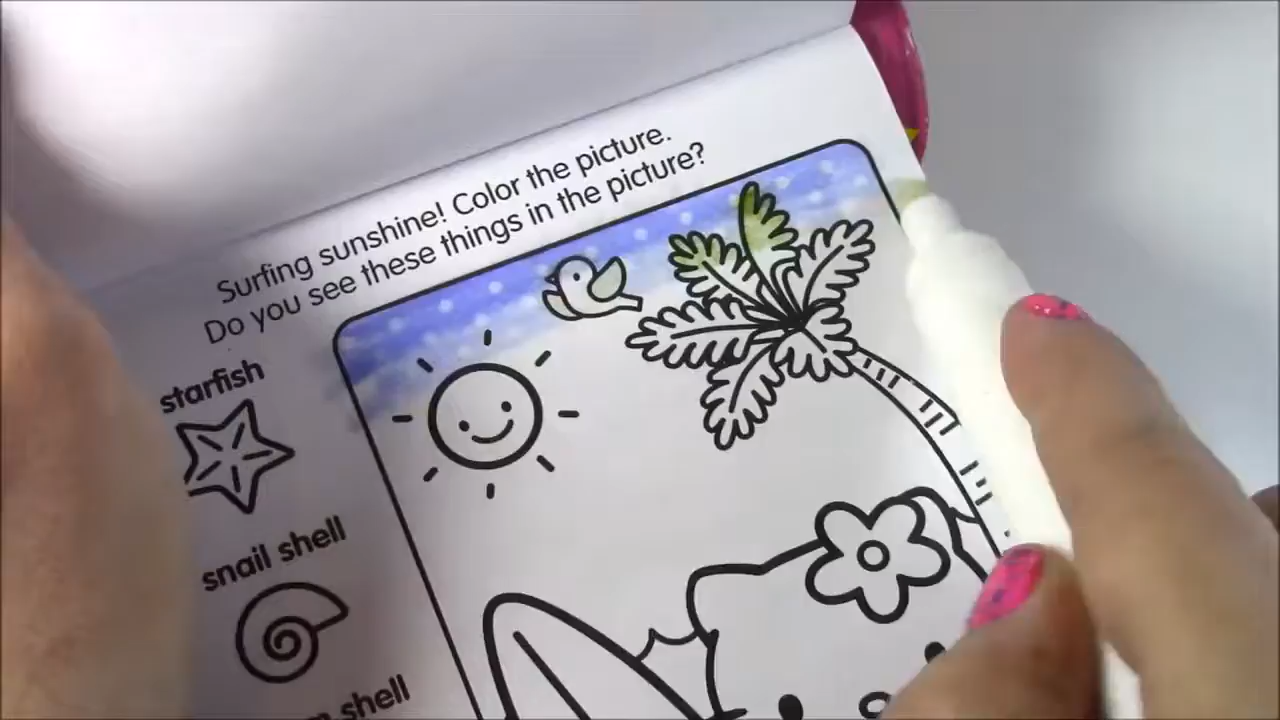 Surfing sunshine! Color the picture.
Do you see these things in the picture?
starfish
snail shell
shell